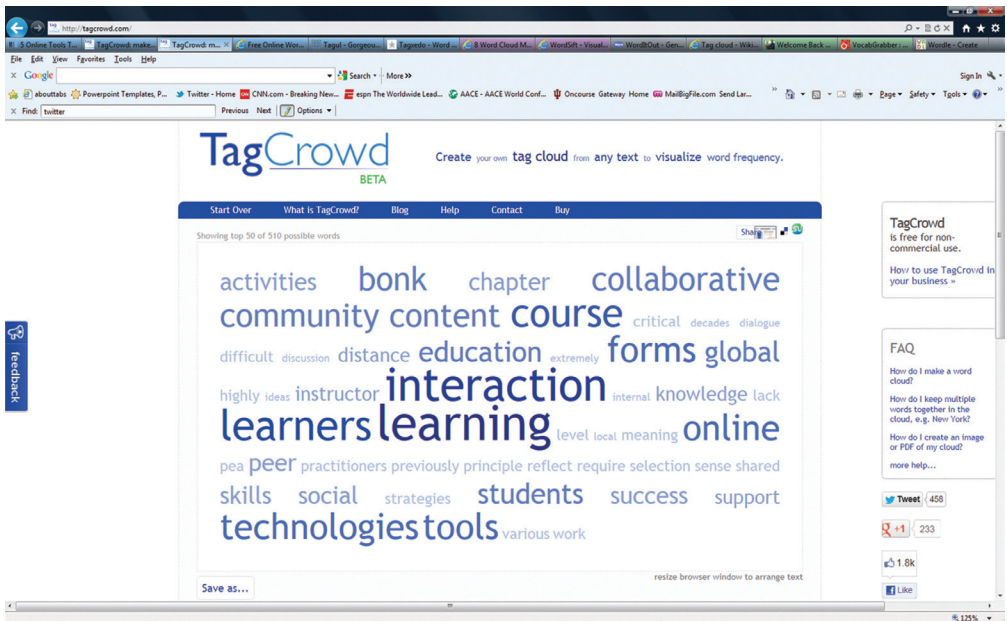 http://tagcrowd.com/
5 Online Tools T... TagCrowd: make... TagCrowd: m... Free Online Wor... Tagul - Gorgeou... Tagxedo - Word ... 8 Word Cloud M... WordSift - Visual... WordItOut - Gen... Tag cloud - Wiki... Welcome Back ... VocabGrabber : ... Wordle - Create
File Edit View Favorites Tools Help
x Google Search More >> Sign In
abouttabs Powerpoint Templates, P... Twitter - Home CNN.com - Breaking New... espn The Worldwide Lead... AACE - AACE World Conf... Oncourse Gateway Home MailBigFile.com Send Lar... Page Safety Tools
x Find: twitter Previous Next Options
TagCrowd
BETA
Create your own tag cloud from any text to visualize word frequency.
Start Over What is TagCrowd? Blog Help Contact Buy
Showing top 50 of 510 possible words
activities bonk chapter collaborative
community content course critical decades dialogue
difficult discussion distance education extremely forms global
highly ideas instructor interaction internal knowledge lack
learners learning level local meaning online
pea peer practitioners previously principle reflect require selection sense shared
skills social strategies students success support
technologies tools various work
resize browser window to arrange text
Save as...
feedback
TagCrowd
is free for non-
commercial use.
How to use TagCrowd in
your business »
FAQ
How do I make a word
cloud?
How do I keep multiple
words together in the
cloud, e.g. New York?
How do I create an image
or PDF of my cloud?
more help...
Tweet 458
+1 233
1.8k
Like
125%